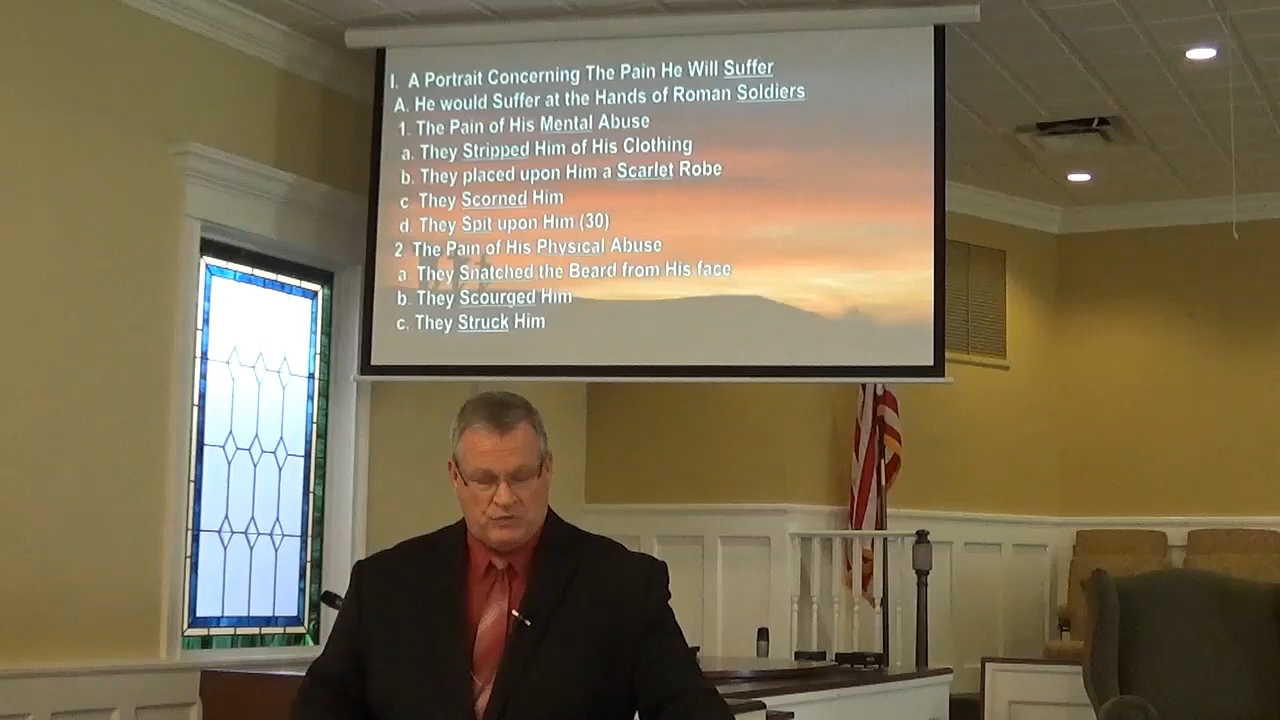 I. A Portrait Concerning The Pain He Will Suffer
A. He would Suffer at the Hands of Roman Soldiers
1. The Pain of His Mental Abuse
a. They Stripped Him of His Clothing
b. They placed upon Him a Scarlet Robe
c They Scorned Him
d. They Spit upon Him (30)
2. The Pain of His Physical Abuse
a They Snatched the Beard from His face
b. They Scourged Him
c. They Struck Him